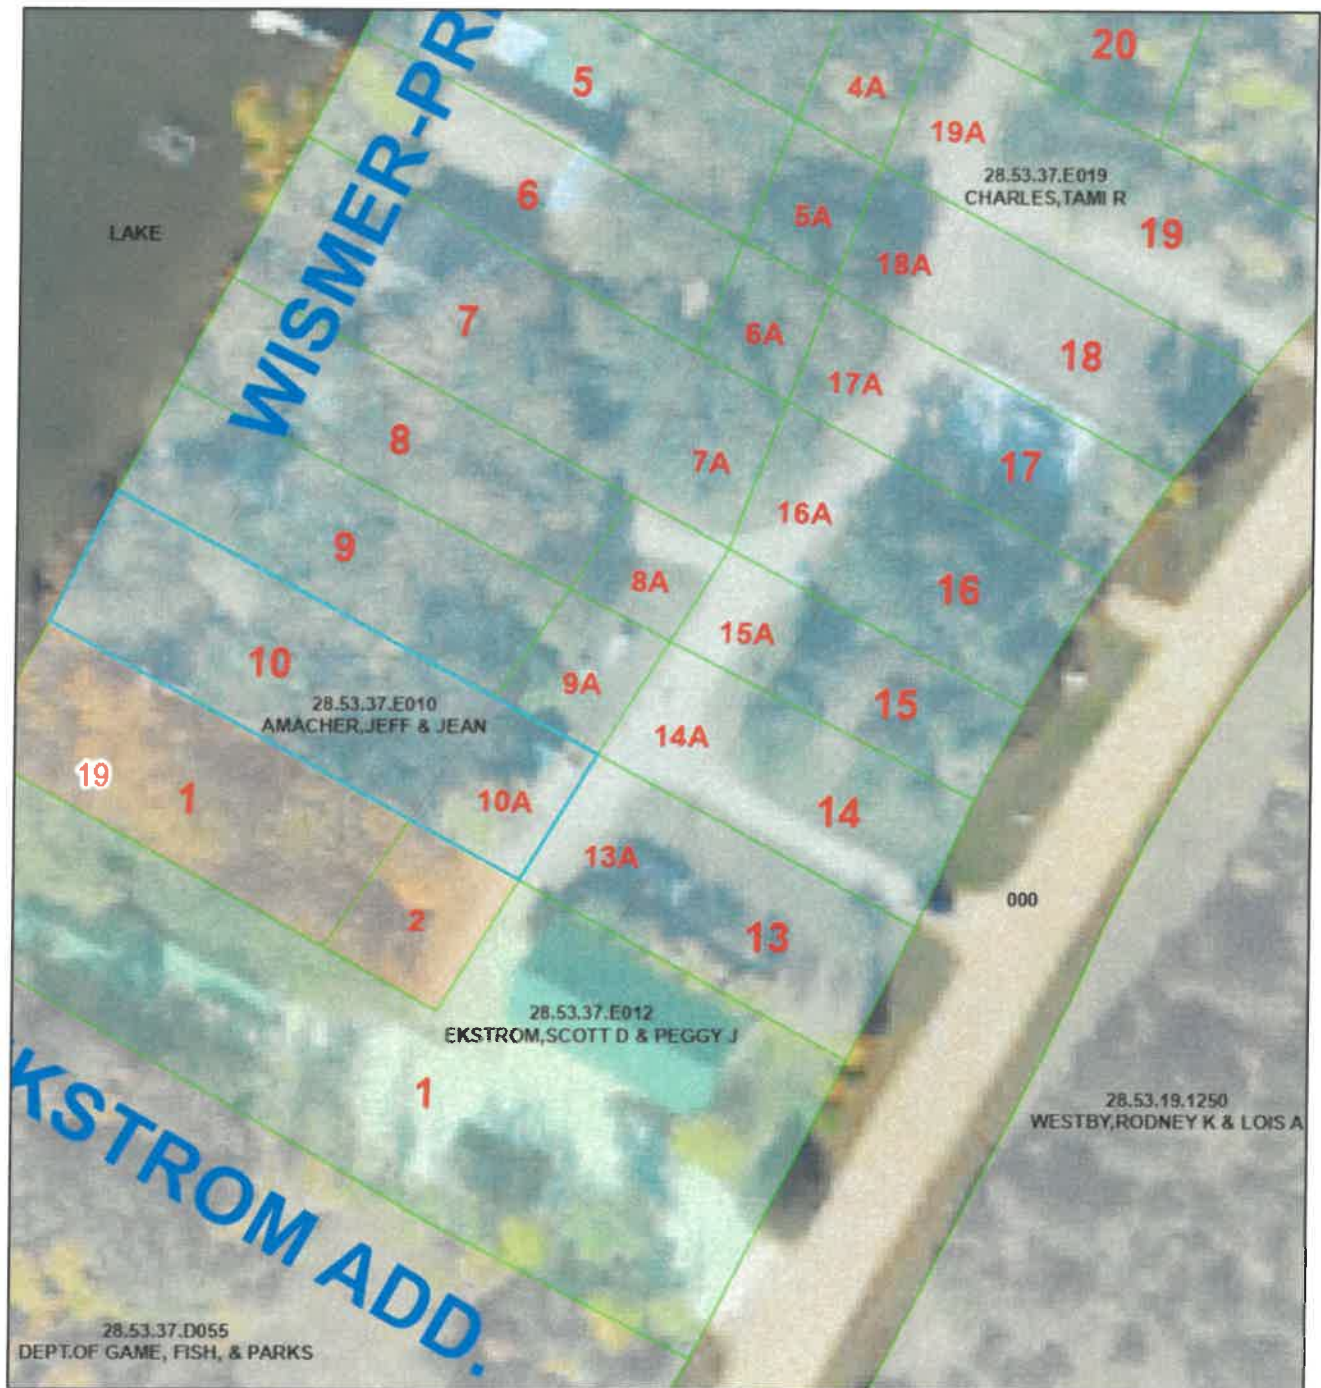 20
5
4A
19A
28.53.37.E019
CHARLES,TAMI R
WISMER-PR
6
5A
19
LAKE
18A
7
6A
18
17A
8
7A
17
16A
9
8A
16
15A
10
9A
28.53.37.E010
AMACHER,JEFF & JEAN
15
14A
19
1
10A
14
13A
000
2
13
28.53.37.E012
EKSTROM,SCOTT D & PEGGY J
1
28.53.19.1250
WESTBY,RODNEY K & LOIS A
KSTROM ADD.
28.53.37.D055
DEPT.OF GAME, FISH, & PARKS